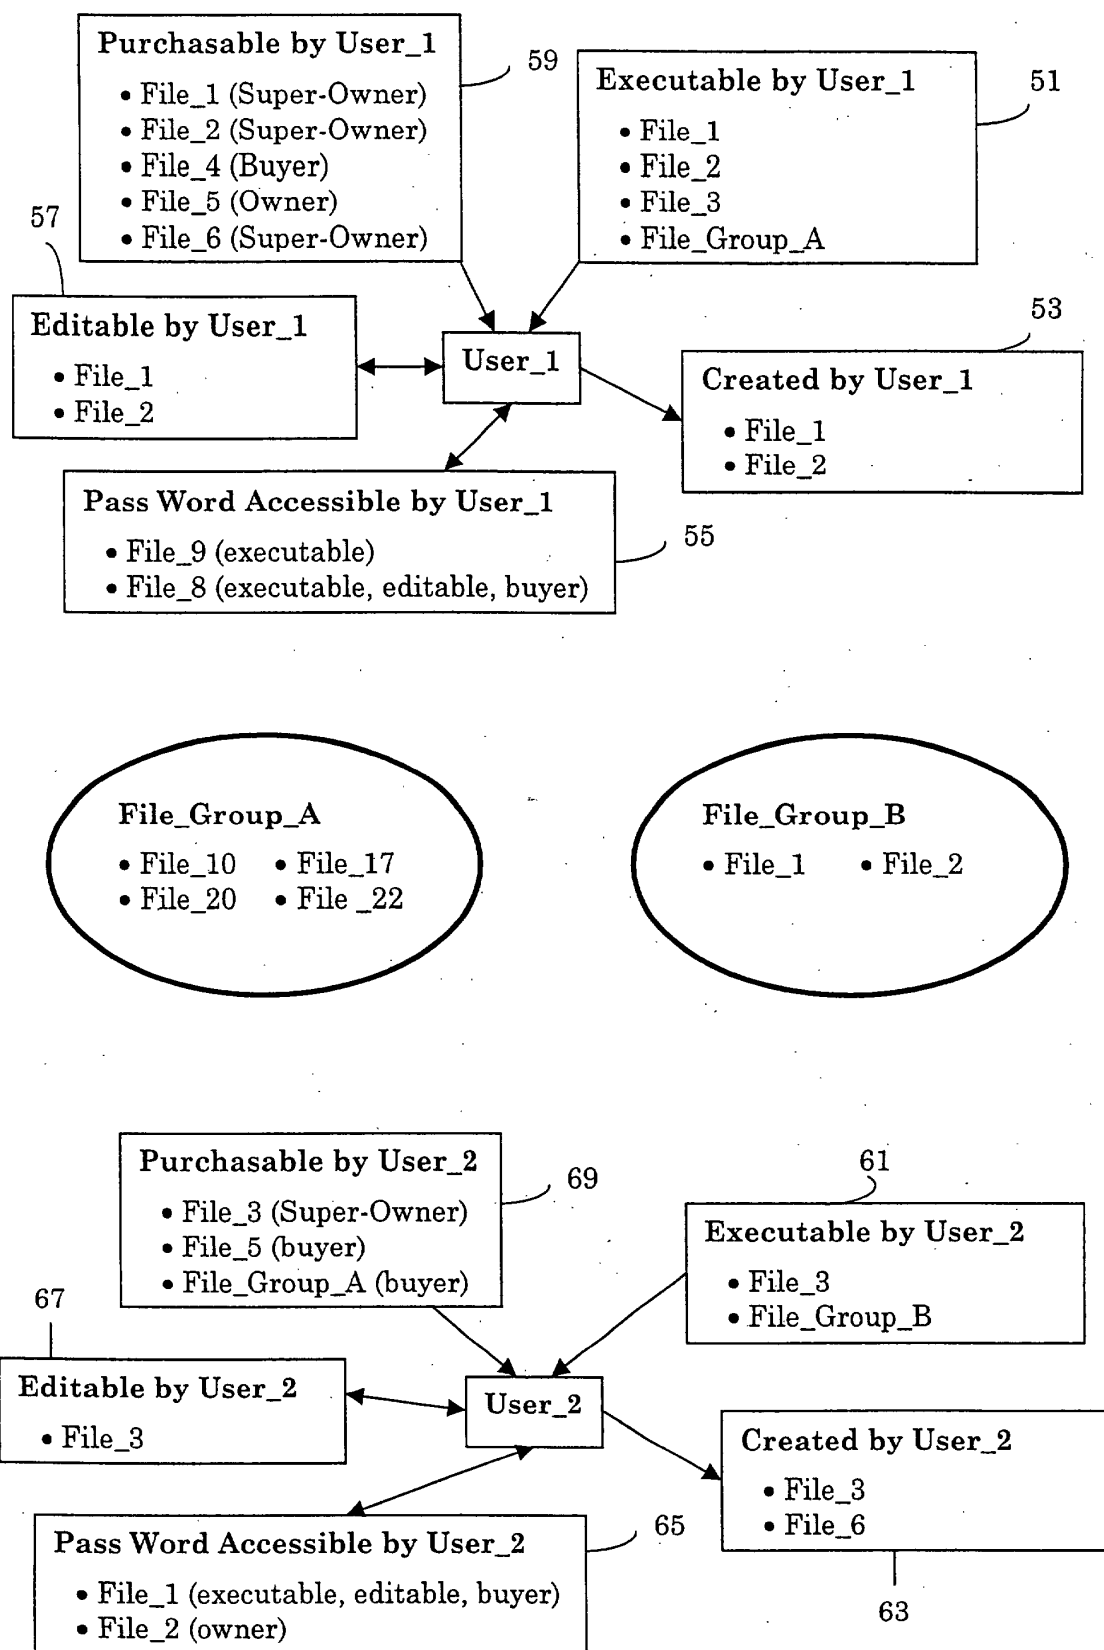 Purchasable by User_1
• File_1 (Super-Owner)
• File_2 (Super-Owner)
• File_4 (Buyer)
• File_5 (Owner)
• File_6 (Super-Owner)
59
Executable by User_1
• File_1
• File_2
• File_3
• File_Group_A
51
57
Editable by User_1
• File_1
• File_2
User_1
53
Created by User_1
• File_1
• File_2
Pass Word Accessible by User_1
• File_9 (executable)
• File_8 (executable, editable, buyer)
55
File_Group_A
• File_10 • File_17
• File_20 • File _22
File_Group_B
• File_1 • File_2
Purchasable by User_2
• File_3 (Super-Owner)
• File_5 (buyer)
• File_Group_A (buyer)
69
61
Executable by User_2
• File_3
• File_Group_B
67
Editable by User_2
• File_3
User_2
Created by User_2
• File_3
• File_6
63
Pass Word Accessible by User_2
• File_1 (executable, editable, buyer)
• File_2 (owner)
65